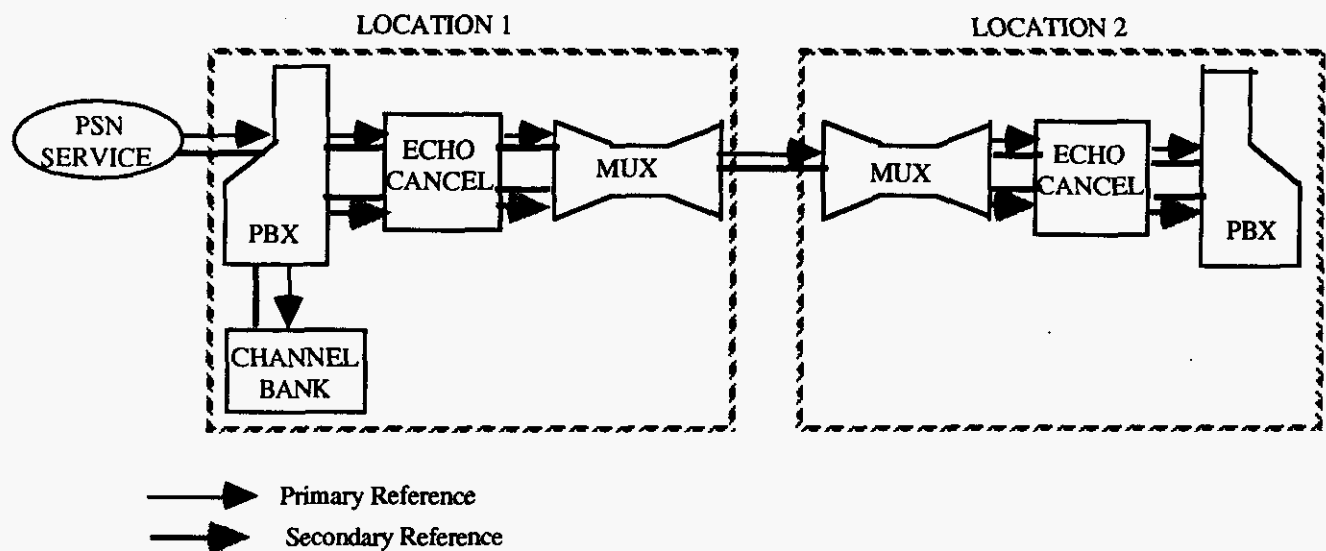 LOCATION 1
LOCATION 2
PSN
SERVICE
ECHO
CANCEL
MUX
MUX
ECHO
CANCEL
PBX
PBX
CHANNEL
BANK
Primary Reference
Secondary Reference